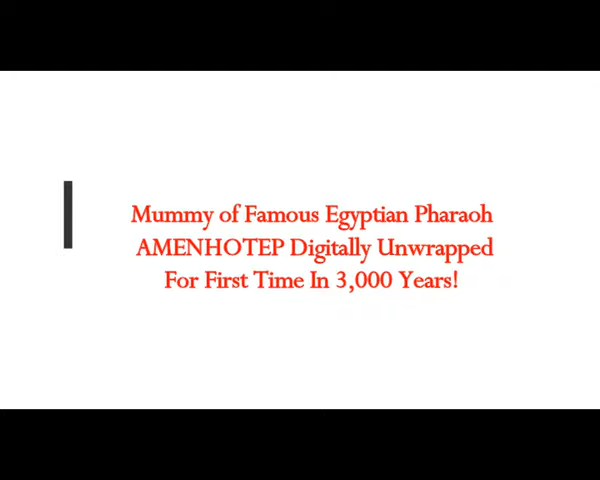 Mummy of Famous Egyptian Pharaoh
AMENHOTEP Digitally Unwrapped
For First Time In 3,000 Years!